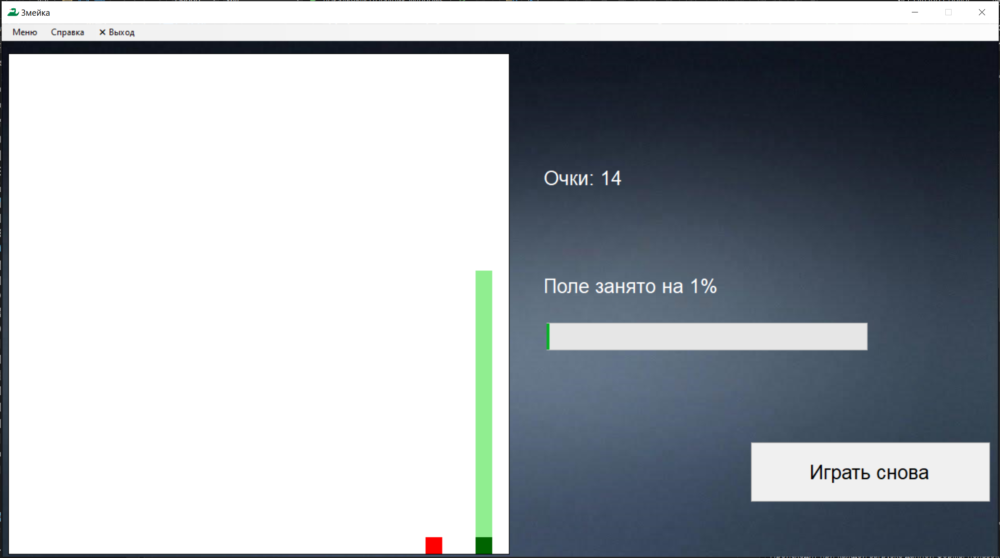 Змейка
Меню Справка ✕ Выход
Очки: 14
Поле занято на 1%
Играть снова